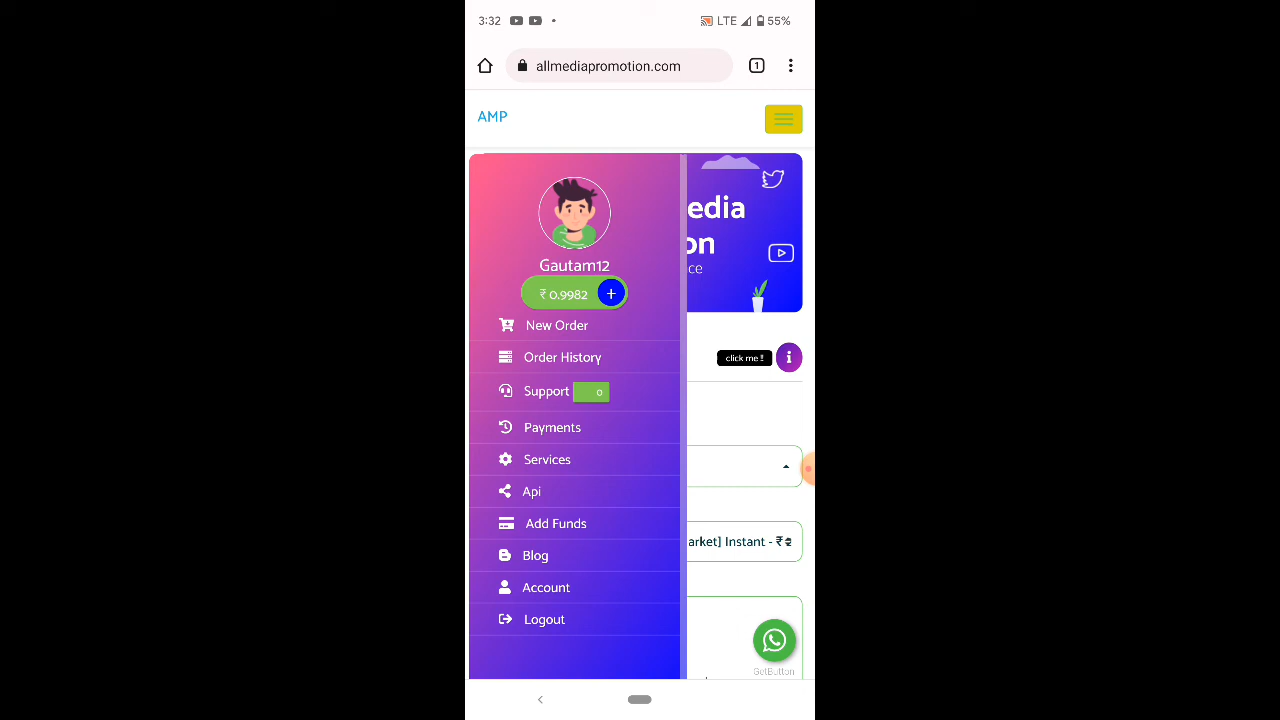 3:32
LTE 55%
allmediapromotion.com
1
AMP
edia
on
ce
Gautam12
₹ 0.9982 +
New Order
Order History
click me !!
Support 0
Payments
Services
Api
Add Funds
arket] Instant - ₹
Blog
Account
Logout
GetButton